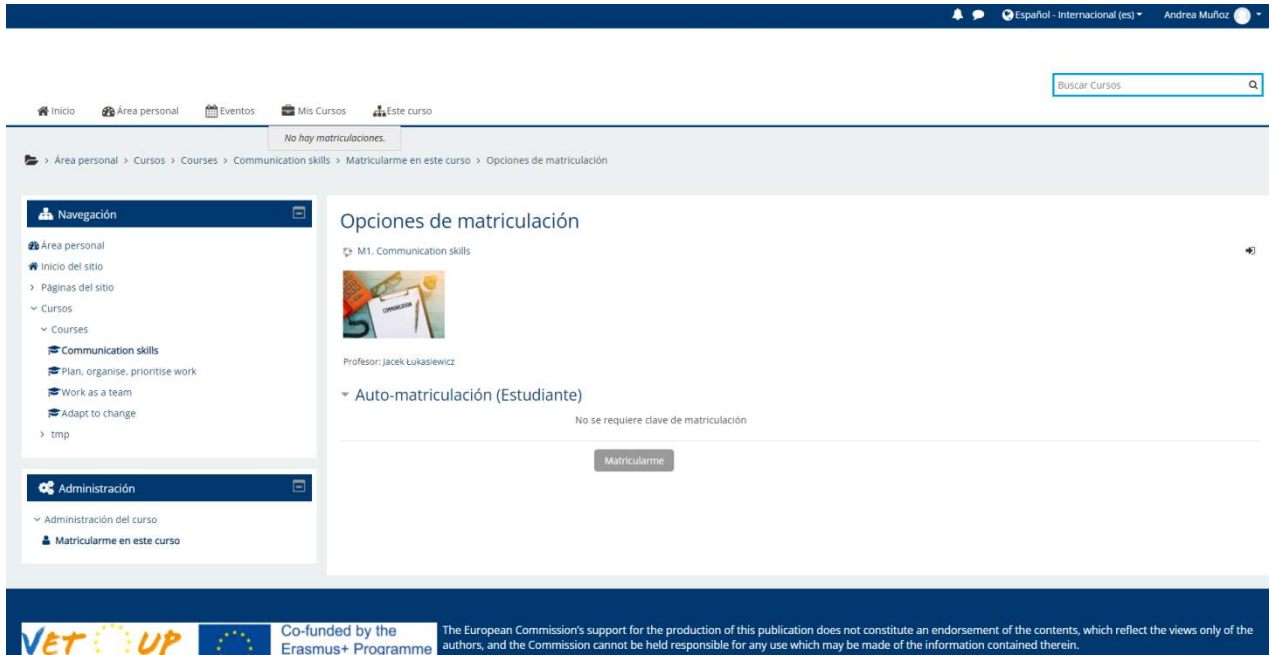 Español - Internacional (es)
Andrea Muñoz
Buscar Cursos
Inicio
Área personal
Eventos
Mis Cursos
Este curso
No hay matriculaciones.
> Área personal > Cursos > Courses > Communication skills > Matricularme en este curso > Opciones de matriculación
Navegación
Área personal
Inicio del sitio
Páginas del sitio
Cursos
Courses
Communication skills
Plan, organise, prioritise work
Work as a team
Adapt to change
tmp
Administración
Administración del curso
Matricularme en este curso
Opciones de matriculación
M1. Communication skills
COMMUNICATION
Profesor: Jacek Łukasiewicz
Auto-matriculación (Estudiante)
No se requiere clave de matriculación
Matricularme
VET UP
Co-funded by the
Erasmus+ Programme
The European Commission's support for the production of this publication does not constitute an endorsement of the contents, which reflect the views only of the
authors, and the Commission cannot be held responsible for any use which may be made of the information contained therein.